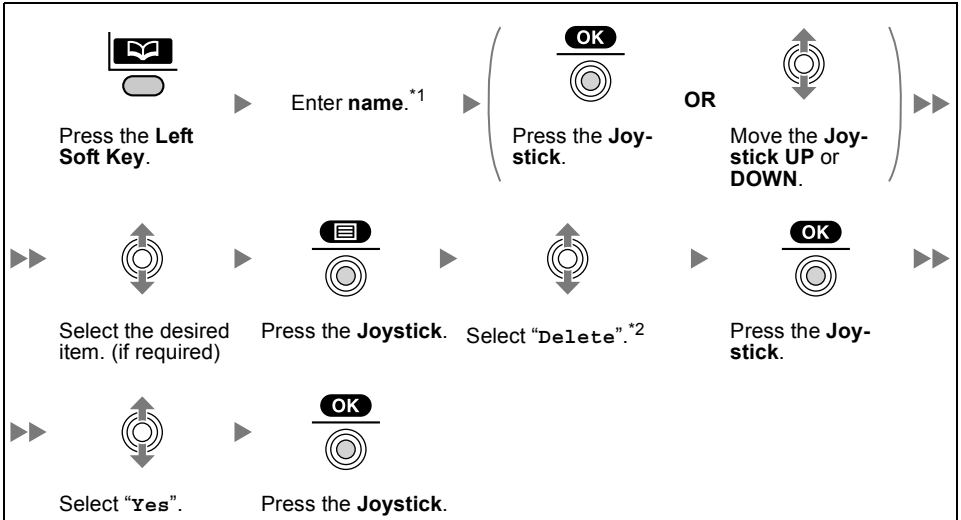 OK
Enter name.*1
OR
Press the Left
Soft Key.
Press the Joy-
stick.
Move the Joy-
stick UP or
DOWN.
OK
Select the desired
item. (if required)
Press the Joystick.
Select “Delete”.*2
Press the Joy-
stick.
OK
Select “Yes”.
Press the Joystick.